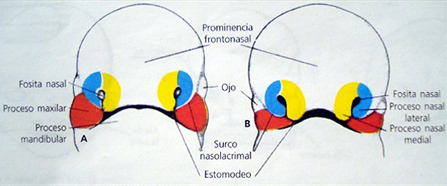 Prominencia
frontonasal
Fosita nasal
Ojo
Fosita nasal
Proceso maxilar
Proceso nasal
lateral
Proceso
mandibular
A
B
Proceso nasal
medial
Surco
nasolacrimal
Estomodeo